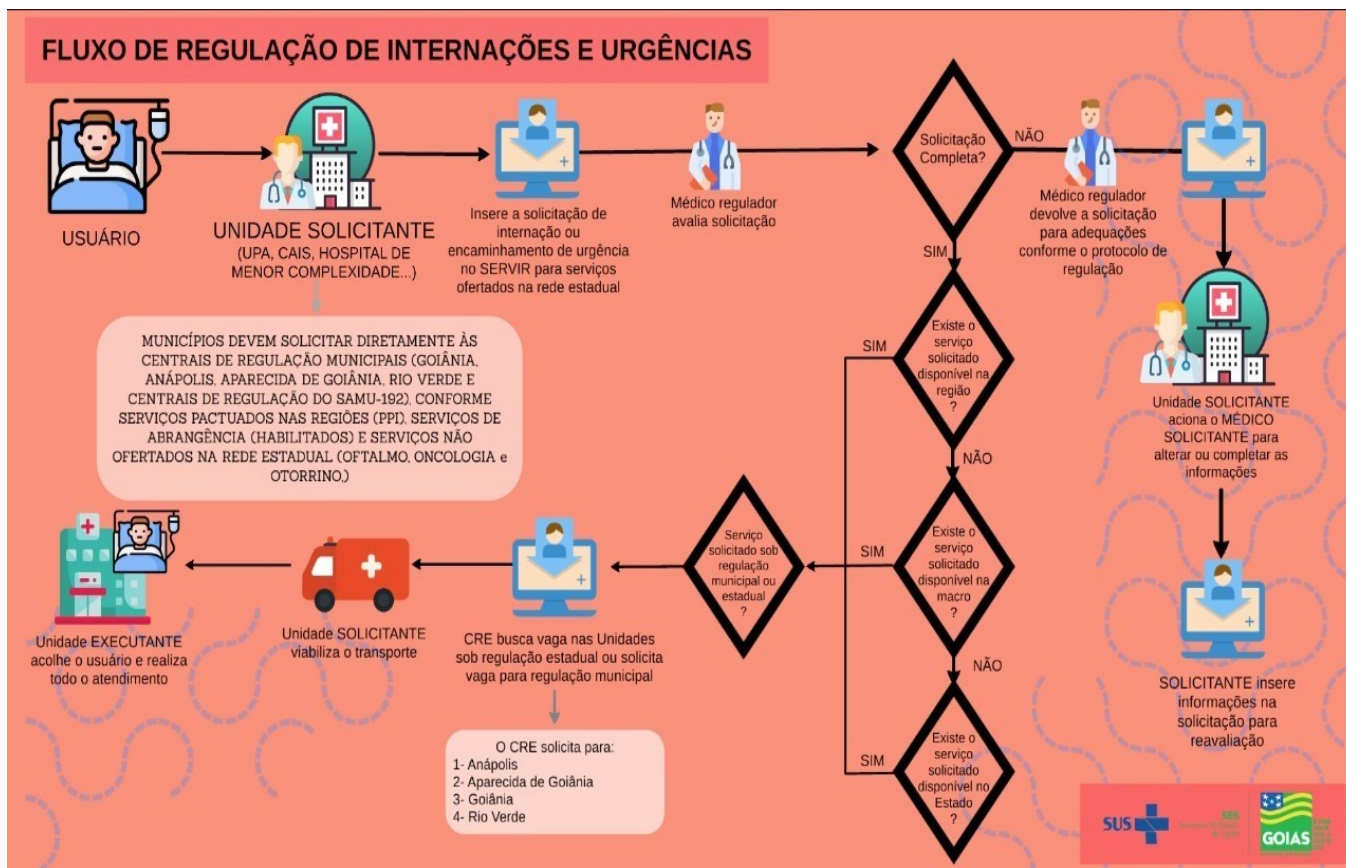 FLUXO DE REGULAÇÃO DE INTERNAÇÕES E URGÊNCIAS
USUÁRIO
UNIDADE SOLICITANTE
(UPA, CAIS, HOSPITAL DE
MENOR COMPLEXIDADE...)
Insere a solicitação de
internação ou
encaminhamento de urgência
no SERVIR para serviços
ofertados na rede estadual
Médico regulador
avalia solicitação
Solicitação
Completa?
NÃO
Médico regulador
devolve a solicitação
para adequações
conforme o protocolo de
regulação
SIM
MUNICÍPIOS DEVEM SOLICITAR DIRETAMENTE ÀS
CENTRAIS DE REGULAÇÃO MUNICIPAIS (GOIÂNIA,
ANÁPOLIS, APARECIDA DE GOIÂNIA, RIO VERDE E
CENTRAIS DE REGULAÇÃO DO SAMU-192), CONFORME
SERVIÇOS PACTUADOS NAS REGIÕES (PPI), SERVIÇOS DE
ABRANGÊNCIA (HABILITADOS) E SERVIÇOS NÃO
OFERTADOS NA REDE ESTADUAL (OFTALMO, ONCOLOGIA e
OTORRINO,)
SIM
Existe o
serviço
solicitado
disponível na
região
?
Unidade SOLICITANTE
aciona o MÉDICO
SOLICITANTE para
alterar ou completar as
informações
NÃO
Unidade EXECUTANTE
acolhe o usuário e realiza
todo o atendimento
Unidade SOLICITANTE
viabiliza o transporte
CRE busca vaga nas Unidades
sob regulação estadual ou solicita
vaga para regulação municipal
Serviço
solicitado sob
regulação
municipal ou
estadual
?
SIM
Existe o
serviço
solicitado
disponível na
macro
?
NÃO
SOLICITANTE insere
informações na
solicitação para
reavaliação
O CRE solicita para:
1- Anápolis
2- Aparecida de Goiânia
3- Goiânia
4- Rio Verde
SIM
Existe o
serviço
solicitado
disponível no
Estado
?
SUS
SES
GOIÁS